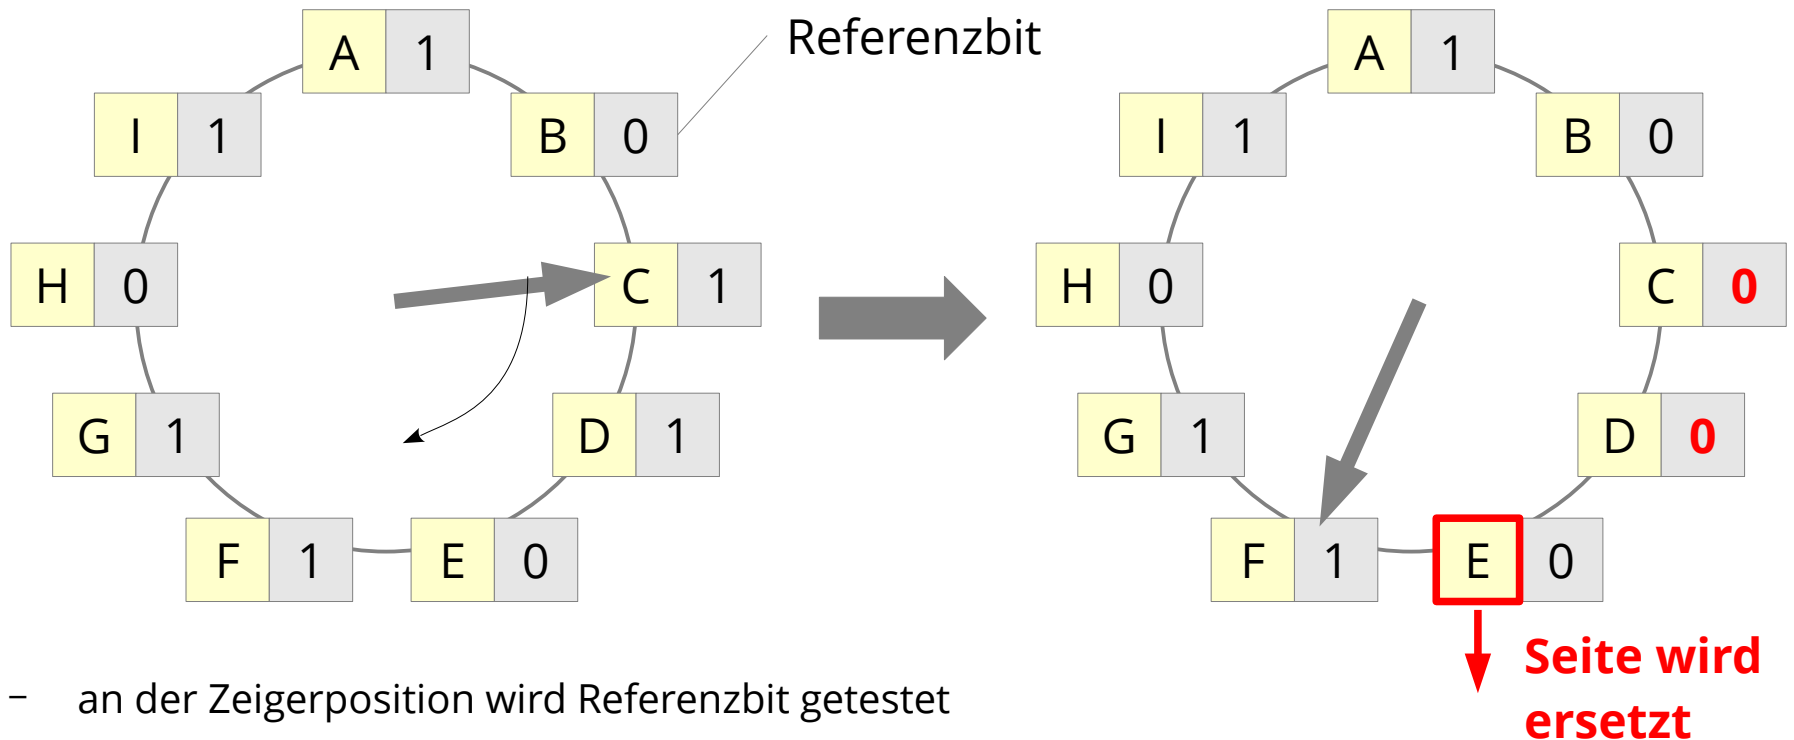 A 1
Referenzbit
I 1
B 0
H 0
C 1
G 1
D 1
F 1
E 0
A 1
I 1
B 0
H 0
C 0
G 1
D 0
F 1
E 0
Seite wird
ersetzt
– an der Zeigerposition wird Referenzbit getestet